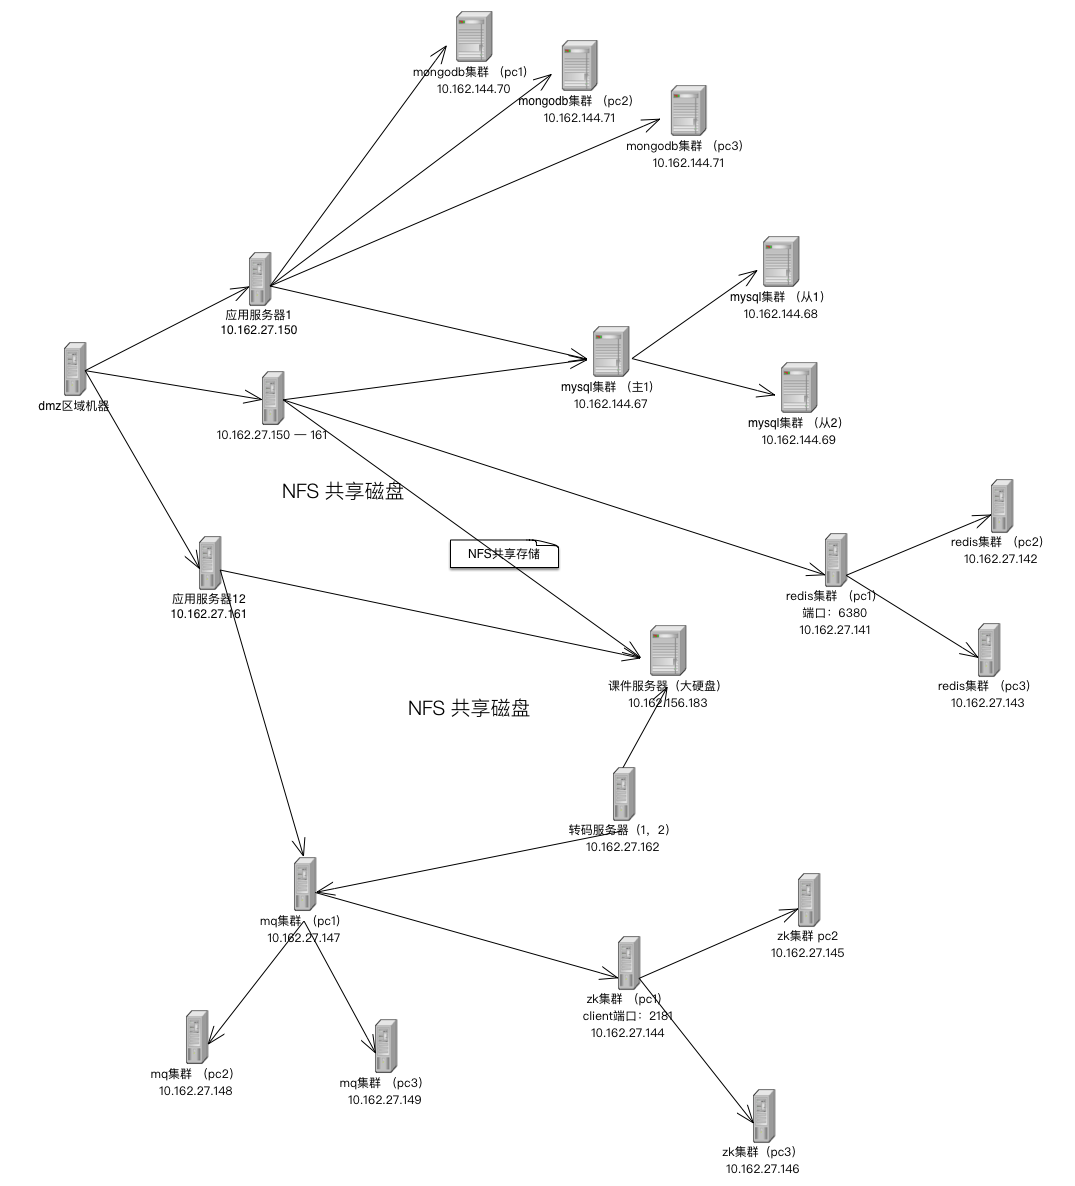 mongodb集群 （pc1）
10.162.144.70
mongodb集群 （pc2）
10.162.144.71
mongodb集群 （pc3）
10.162.144.71
mysql集群 （从1）
10.162.144.68
应用服务器1
10.162.27.150
mysql集群 （主1）
10.162.144.67
dmz区域机器
mysql集群 （从2）
10.162.144.69
10.162.27.150 — 161
NFS 共享磁盘
NFS共享存储
redis集群 （pc2）
10.162.27.142
应用服务器12
10.162.27.161
redis集群 （pc1）
端口：6380
10.162.27.141
课件服务器（大硬盘）
10.162.156.183
redis集群 （pc3）
10.162.27.143
NFS 共享磁盘
转码服务器（1，2）
10.162.27.162
mq集群 （pc1）
10.162.27.147
zk集群 pc2
10.162.27.145
zk集群 （pc1）
client端口：2181
10.162.27.144
mq集群 （pc2）
10.162.27.148
mq集群 （pc3）
10.162.27.149
zk集群（pc3）
10.162.27.146